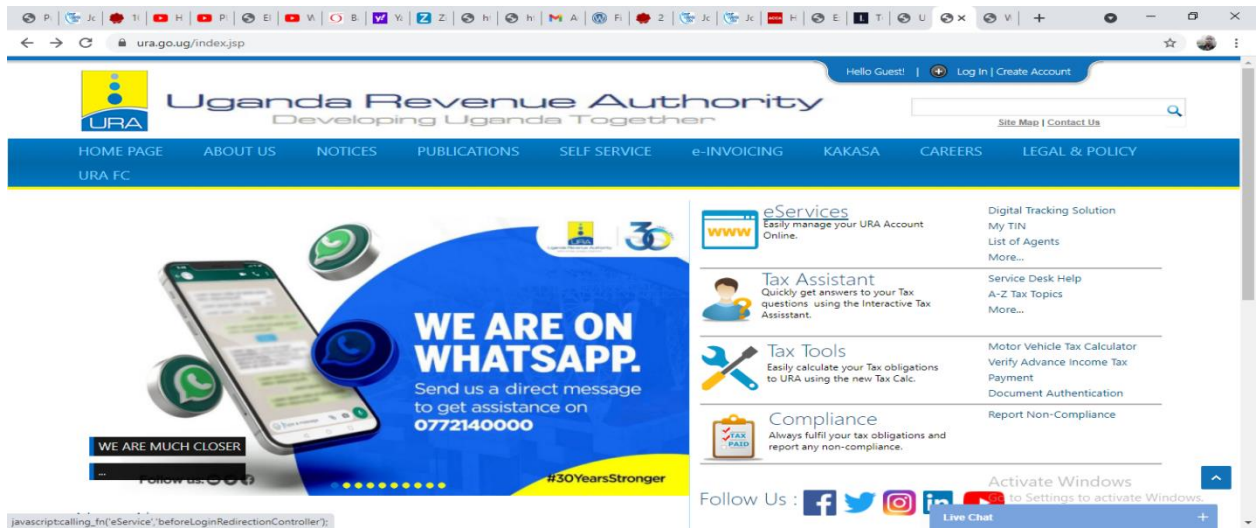 ura.go.ug/index.jsp
Hello Guest! | Log In | Create Account
URA
Uganda Revenue Authority
Developing Uganda Together
Site Map | Contact Us
HOME PAGE ABOUT US NOTICES PUBLICATIONS SELF SERVICE e-INVOICING KAKASA CAREERS LEGAL & POLICY
URA FC
WE ARE ON
WHATSAPP.
Send us a direct message
to get assistance on
0772140000
#30YearsStronger
WE ARE MUCH CLOSER
...
Follow us:
www
eServices
Easily manage your URA Account
Online.
Digital Tracking Solution
My TIN
List of Agents
More...
Tax Assistant
Quickly get answers to your Tax
questions using the Interactive Tax
Assisstant.
Service Desk Help
A-Z Tax Topics
More...
Tax Tools
Easily calculate your Tax obligations
to URA using the new Tax Calc.
Motor Vehicle Tax Calculator
Verify Advance Income Tax
Payment
Document Authentication
TAX
PAID
Compliance
Always fulfil your tax obligations and
report any non-compliance.
Report Non-Compliance
Follow Us :
Activate Windows
Go to Settings to activate Windows.
Live Chat
javascript:calling_fn('eService','beforeLoginRedirectionController');